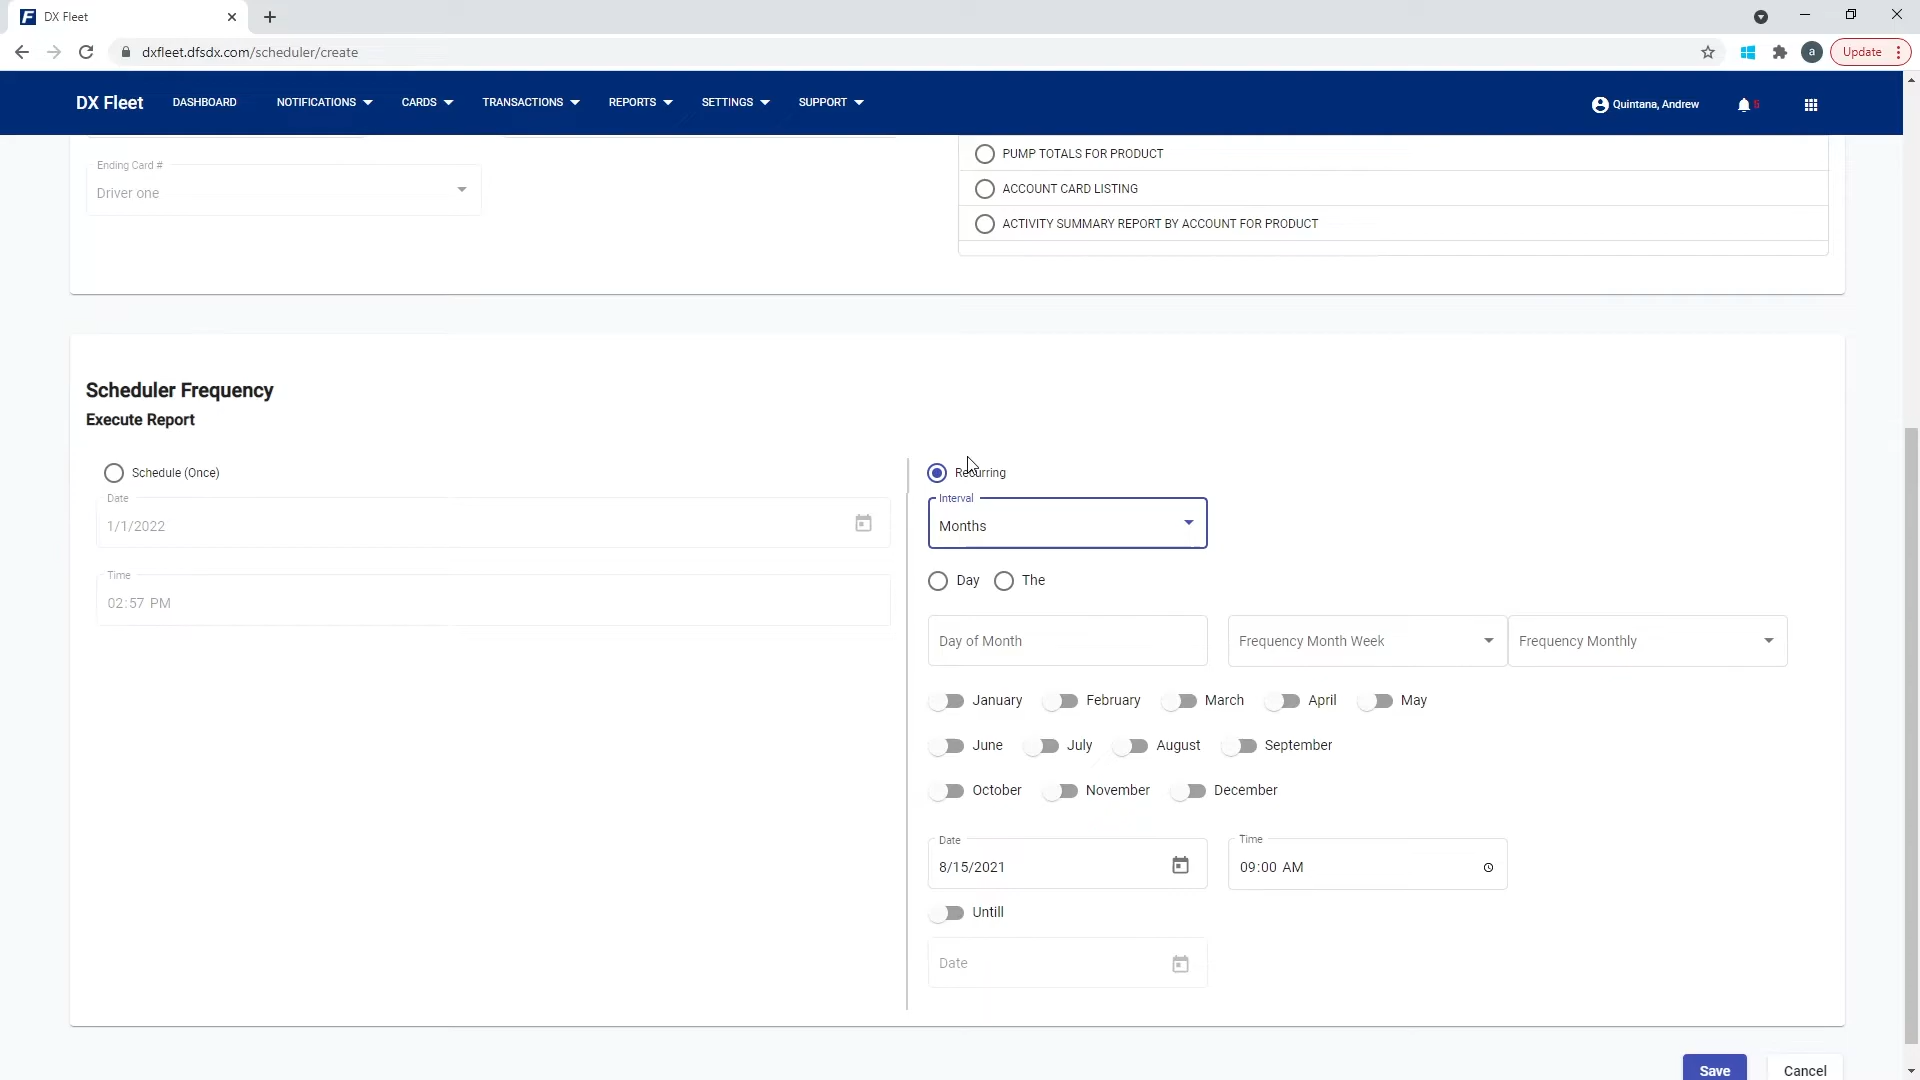 DX Fleet
dxfleet.dfsdx.com/scheduler/create
a
Update
DX Fleet DASHBOARD NOTIFICATIONS CARDS TRANSACTIONS REPORTS SETTINGS SUPPORT Quintana, Andrew 5
PUMP TOTALS FOR PRODUCT
Ending Card #
Driver one
ACCOUNT CARD LISTING
ACTIVITY SUMMARY REPORT BY ACCOUNT FOR PRODUCT
Scheduler Frequency
Execute Report
Schedule (Once)
Date
1/1/2022
Time
02:57 PM
Recurring
Interval
Months
Day The
Day of Month Frequency Month Week Frequency Monthly
January February March April May
June July August September
October November December
Date Time
8/15/2021 09:00 AM
Untill
Date
Save Cancel